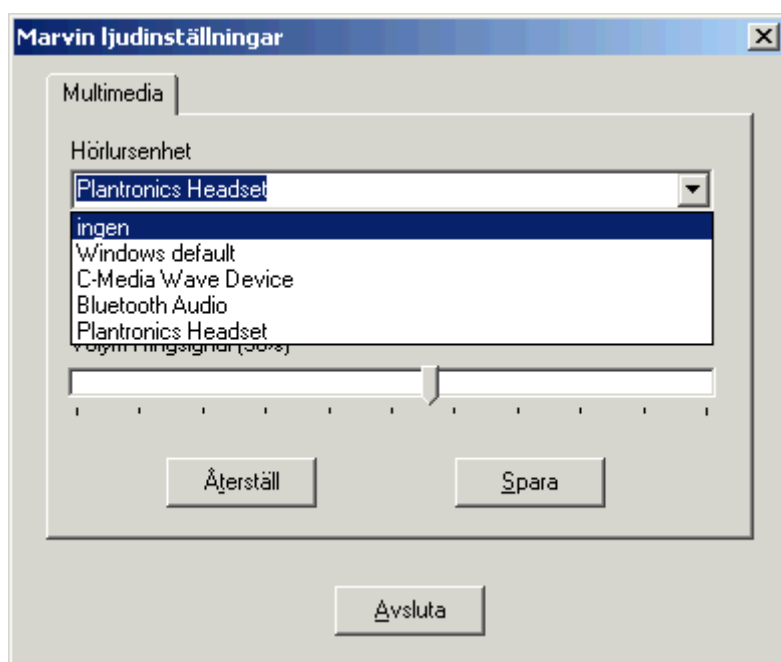 Marvin ljudinställningar
Multimedia
Hörlursenhet
Plantronics Headset
ingen
Windows default
C-Media Wave Device
Bluetooth Audio
Plantronics Headset
Återställ
Spara
Avsluta